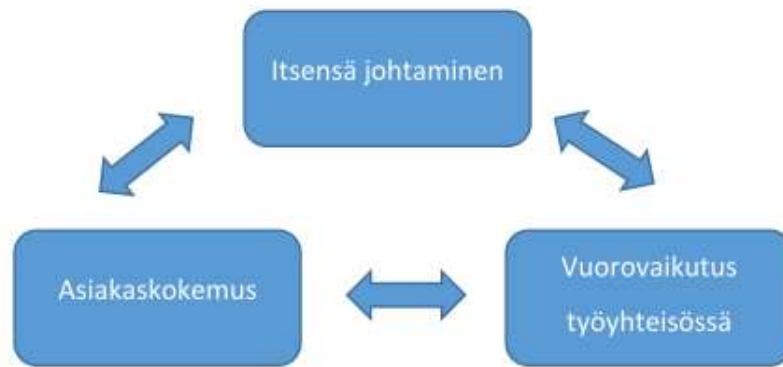 Itsensä johtaminen
Asiakaskokemus
Vuorovaikutus
työyhteisössä